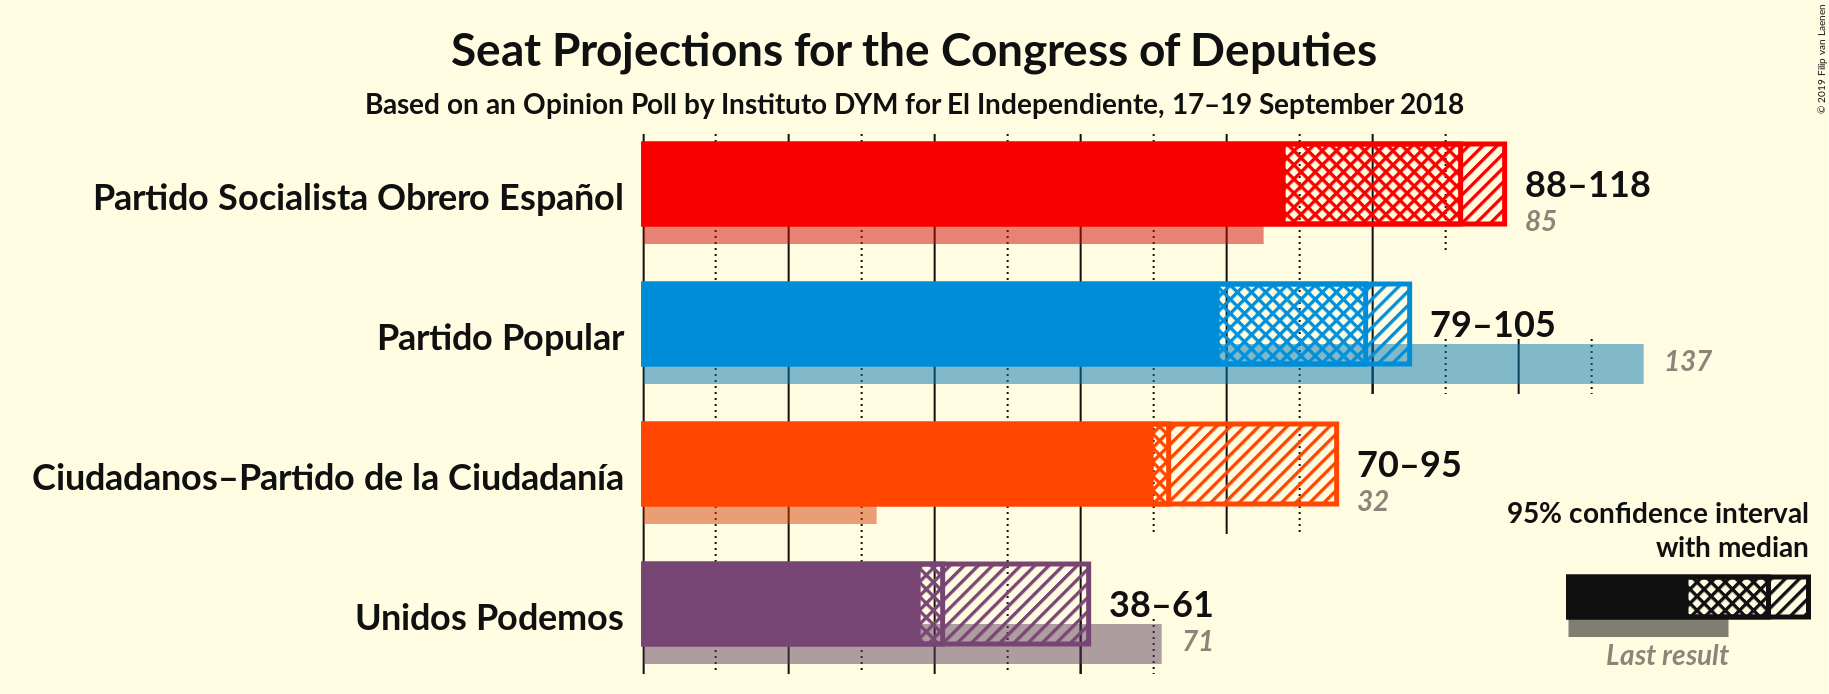 Seat Projections for the Congress of Deputies
Based on an Opinion Poll by Instituto DYM for El Independiente, 17–19 September 2018
© 2019 Filip van Laenen
Partido Socialista Obrero Español
88–118
85
Partido Popular
79–105
137
Ciudadanos–Partido de la Ciudadanía
70–95
32
Unidos Podemos
38–61
71
95% confidence interval
with median
Last result